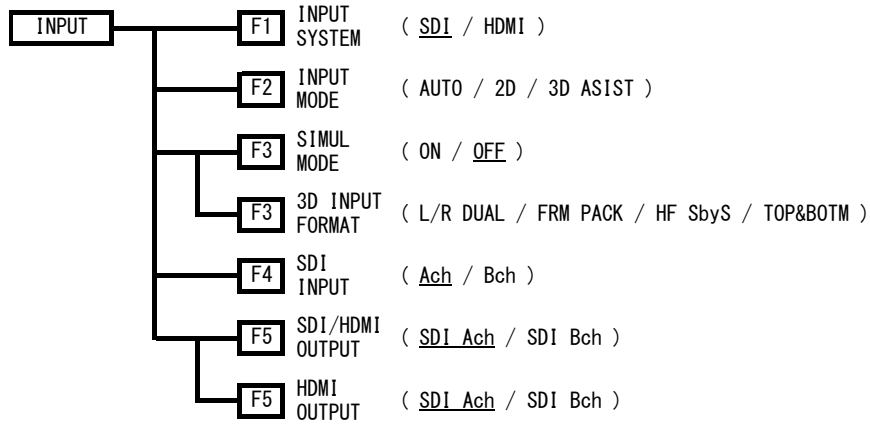 INPUT
F1 INPUT SYSTEM ( SDI / HDMI )
F2 INPUT MODE ( AUTO / 2D / 3D ASIST )
F3 SIMUL MODE ( ON / OFF )
F3 3D INPUT FORMAT ( L/R DUAL / FRM PACK / HF SbyS / TOP&BOTM )
F4 SDI INPUT ( Ach / Bch )
F5 SDI/HDMI OUTPUT ( SDI Ach / SDI Bch )
F5 HDMI OUTPUT ( SDI Ach / SDI Bch )